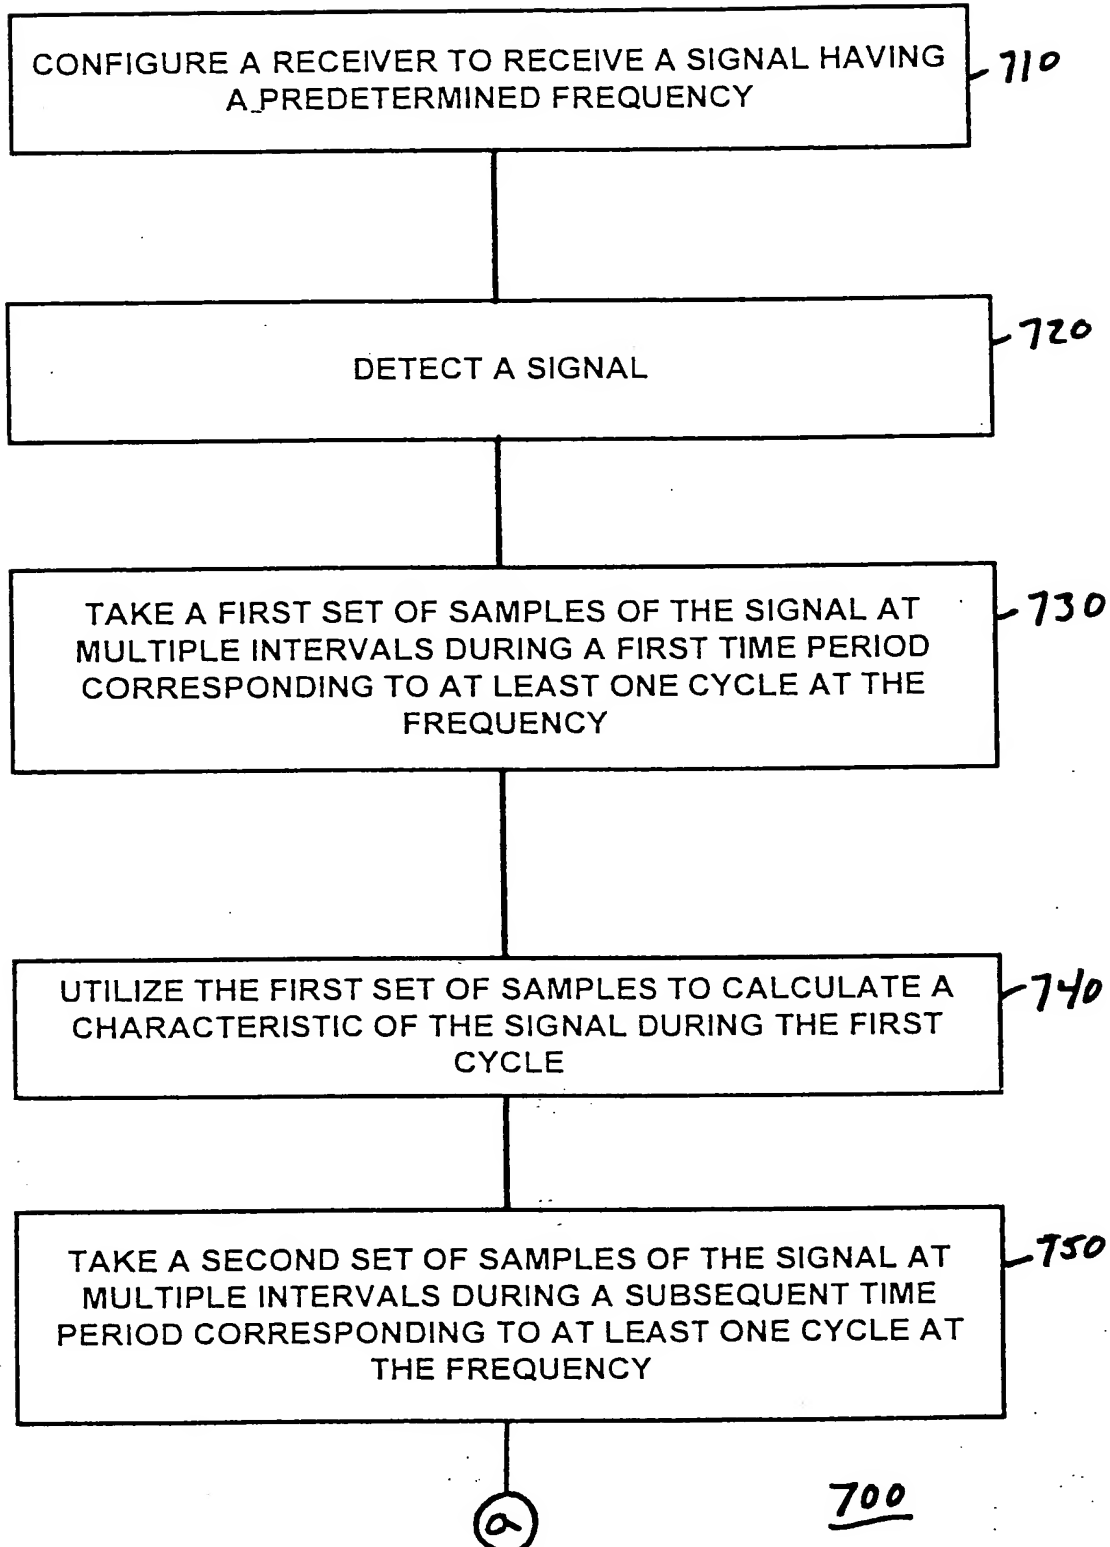 CONFIGURE A RECEIVER TO RECEIVE A SIGNAL HAVING
A PREDETERMINED FREQUENCY
710
DETECT A SIGNAL
720
TAKE A FIRST SET OF SAMPLES OF THE SIGNAL AT
MULTIPLE INTERVALS DURING A FIRST TIME PERIOD
CORRESPONDING TO AT LEAST ONE CYCLE AT THE
FREQUENCY
730
UTILIZE THE FIRST SET OF SAMPLES TO CALCULATE A
CHARACTERISTIC OF THE SIGNAL DURING THE FIRST
CYCLE
740
TAKE A SECOND SET OF SAMPLES OF THE SIGNAL AT
MULTIPLE INTERVALS DURING A SUBSEQUENT TIME
PERIOD CORRESPONDING TO AT LEAST ONE CYCLE AT
THE FREQUENCY
750
a
700